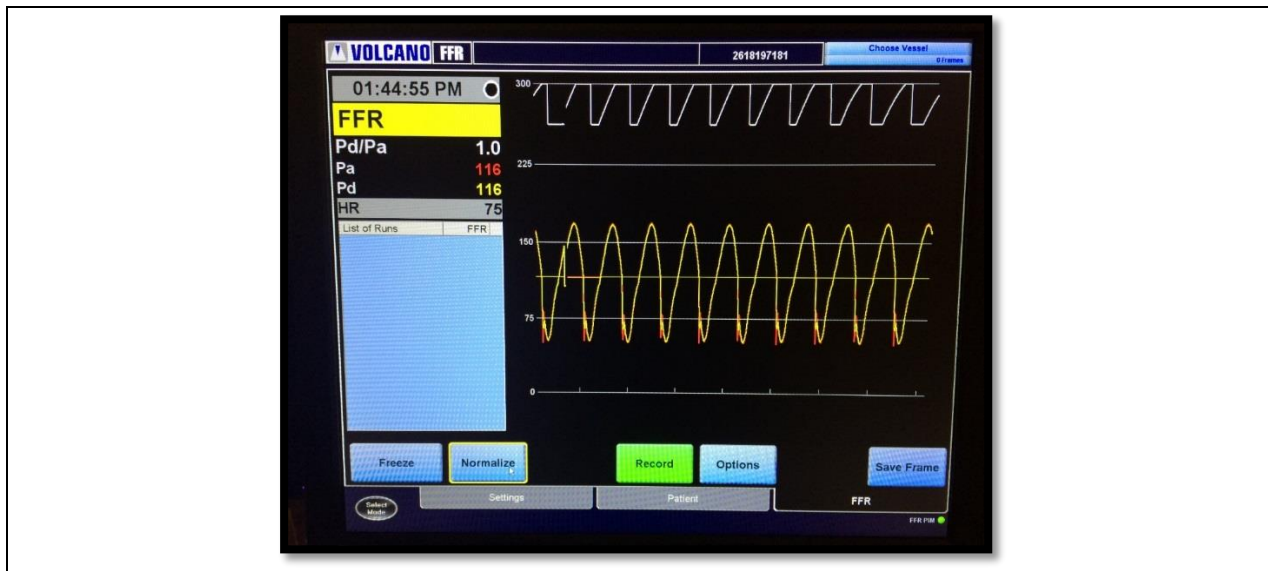 VOLCANO FFR 2618197181 Choose Vessel
0 Frames
01:44:55 PM
FFR
Pd/Pa 1.0
Pa 116
Pd 116
HR 75
List of Runs FFR
300
225
150
75
0
Freeze Normalize Record Options Save Frame
Select Mode
Settings Patient FFR
FFR PIM